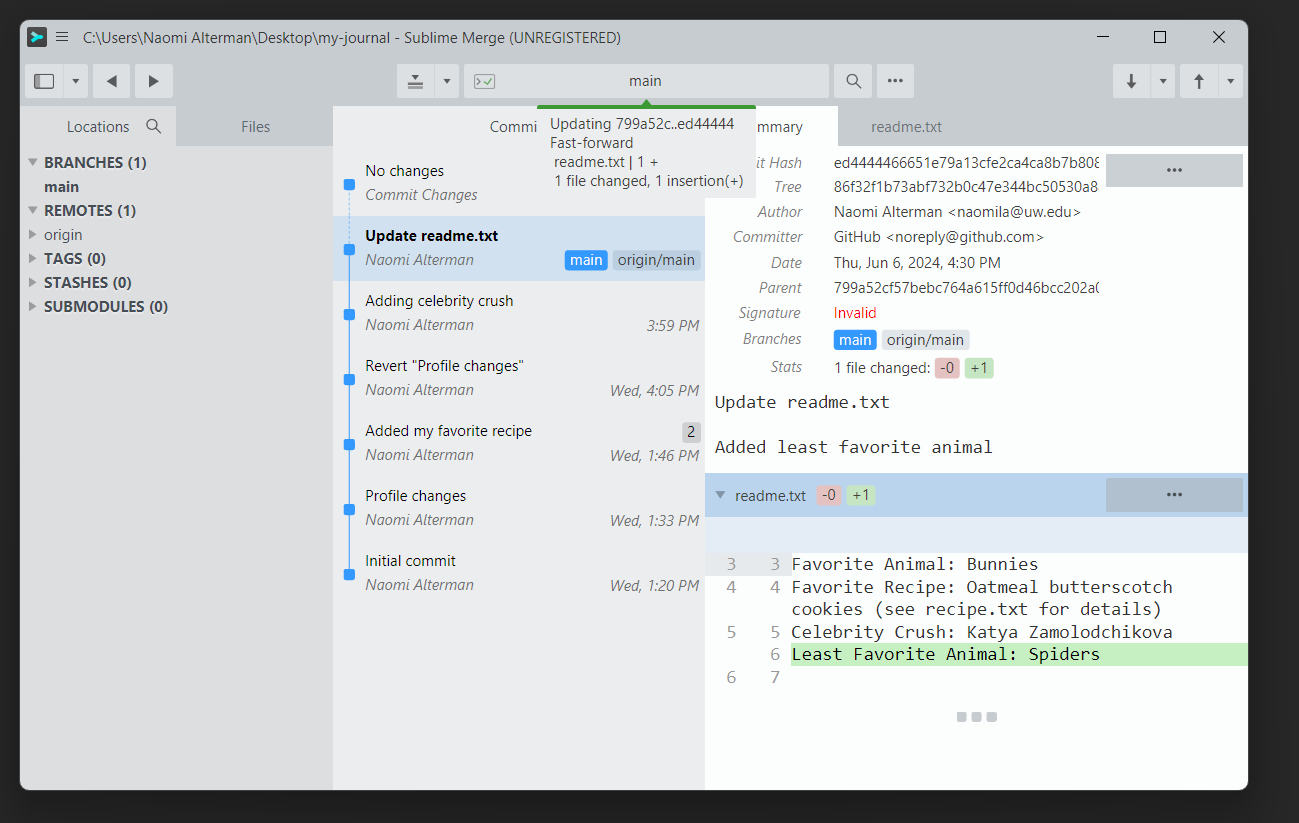 C:\Users\Naomi Alterman\Desktop\my-journal - Sublime Merge (UNREGISTERED)
main
Locations
Files
Commi
Updating 799a52c..ed44444
Fast-forward
readme.txt | 1 +
1 file changed, 1 insertion(+)
mmary
readme.txt
BRANCHES (1)
main
REMOTES (1)
origin
TAGS (0)
STASHES (0)
SUBMODULES (0)
No changes
Commit Changes
Update readme.txt
Naomi Alterman main origin/main
Adding celebrity crush
Naomi Alterman 3:59 PM
Revert "Profile changes"
Naomi Alterman Wed, 4:05 PM
Added my favorite recipe 2
Naomi Alterman Wed, 1:46 PM
Profile changes
Naomi Alterman Wed, 1:33 PM
Initial commit
Naomi Alterman Wed, 1:20 PM
it Hash ed4444466651e79a13cfe2ca4ca8b7b808
Tree 86f32f1b73abf732b0c47e344bc50530a8
Author Naomi Alterman <naomila@uw.edu>
Committer GitHub <noreply@github.com>
Date Thu, Jun 6, 2024, 4:30 PM
Parent 799a52cf57bebc764a615ff0d46bcc202a0
Signature Invalid
Branches main origin/main
Stats 1 file changed: -0 +1
Update readme.txt
Added least favorite animal
readme.txt -0 +1
3 3 Favorite Animal: Bunnies
4 4 Favorite Recipe: Oatmeal butterscotch
cookies (see recipe.txt for details)
5 5 Celebrity Crush: Katya Zamolodchikova
6 Least Favorite Animal: Spiders
6 7